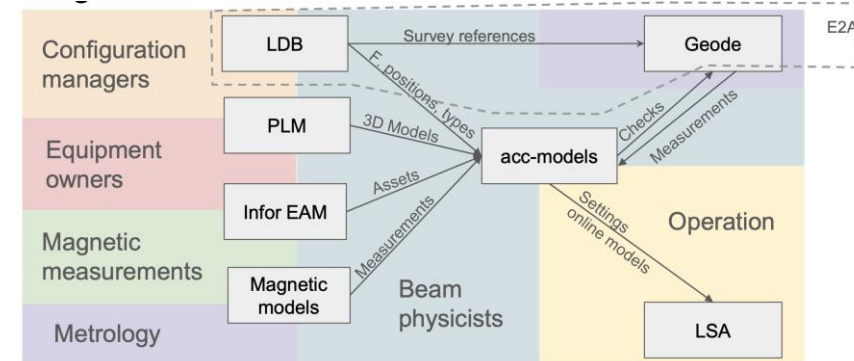 Configuration
managers
LDB
Survey references
Geode
E2A
F, positions, types
PLM
3D Models
Equipment
owners
acc-models
Checks
Measurements
Assets
Infor EAM
Magnetic
measurements
Measurements
Settings
online models
Operation
Magnetic
models
Beam
physicists
Metrology
LSA